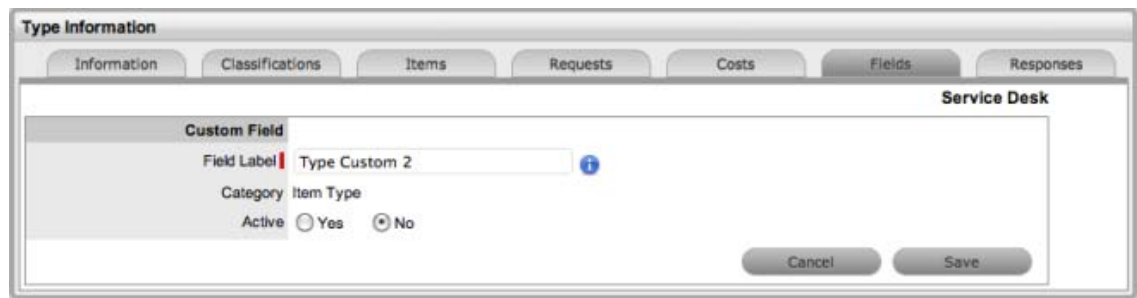 Type Information
Information Classifications Items Requests Costs Fields Responses
Service Desk
Custom Field
Field Label Type Custom 2
Category Item Type
Active Yes No
Cancel Save